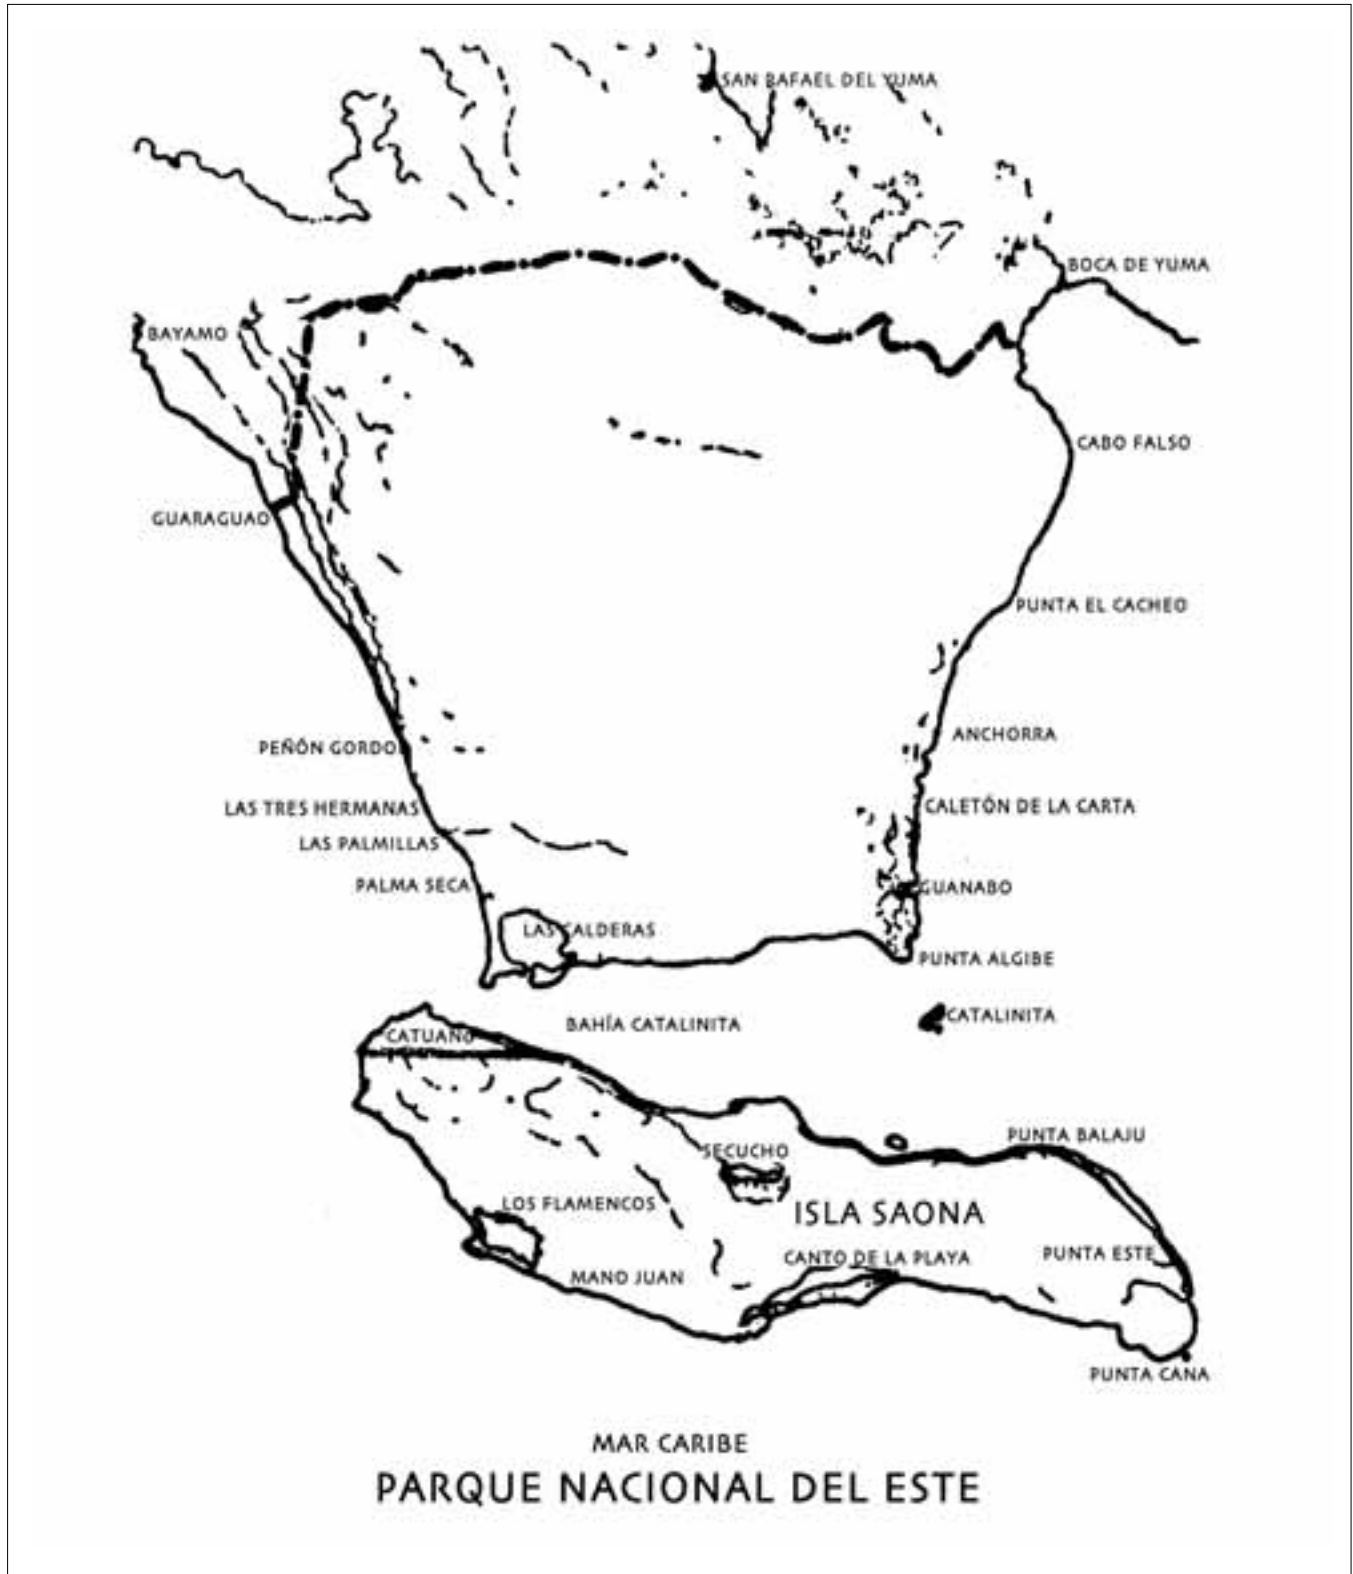 SAN BAFAEL DEL YUMA
BOCA DE YUMA
BAYAMO
CABO FALSO
GUARAGUAO
PUNTA EL CACHEO
ANCHORRA
PEÑÓN GORDO
LAS TRES HERMANAS
CALETÓN DE LA CARTA
LAS PALMILLAS
PALMA SECA
GUANABO
LAS CALDERAS
PUNTA ALGIBE
CATALINITA
BAHÍA CATALINITA
CATUANO
PUNTA BALAJU
SECUCHO
LOS FLAMENCOS
ISLA SAONA
PUNTA ESTE
CANTO DE LA PLAYA
MANO JUAN
PUNTA CANA
MAR CARIBE
PARQUE NACIONAL DEL ESTE